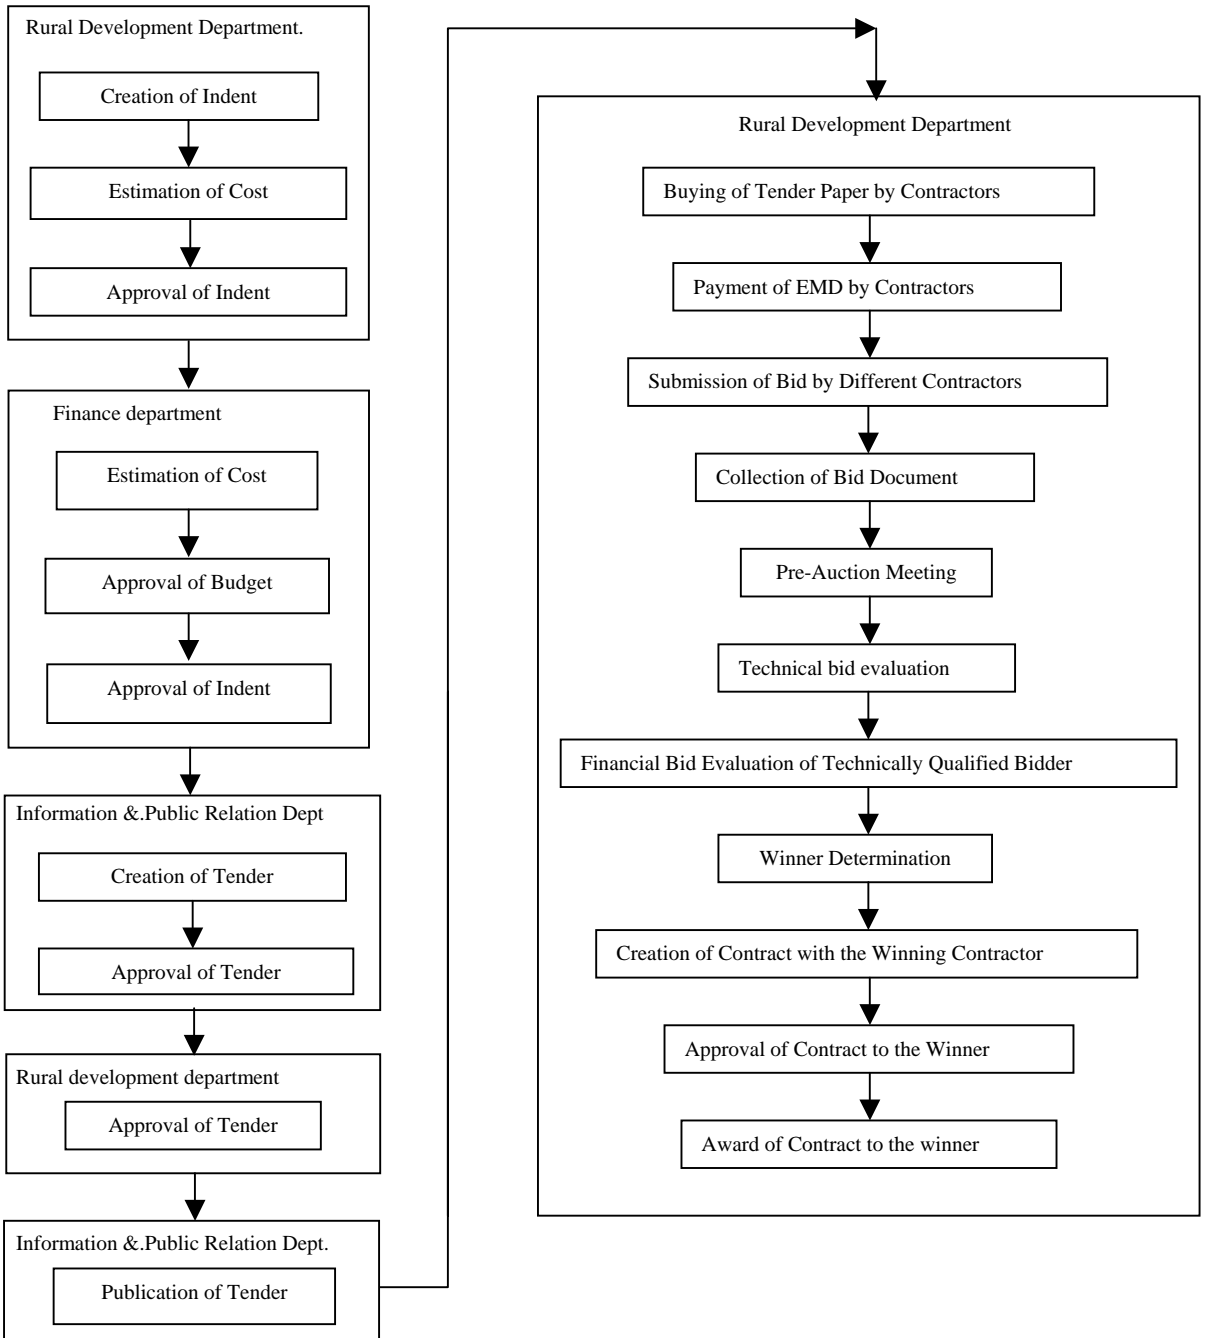 Rural Development Department.
Creation of Indent
Estimation of Cost
Approval of Indent
Finance department
Estimation of Cost
Approval of Budget
Approval of Indent
Information &.Public Relation Dept
Creation of Tender
Approval of Tender
Rural development department
Approval of Tender
Information &.Public Relation Dept.
Publication of Tender
Rural Development Department
Buying of Tender Paper by Contractors
Payment of EMD by Contractors
Submission of Bid by Different Contractors
Collection of Bid Document
Pre-Auction Meeting
Technical bid evaluation
Financial Bid Evaluation of Technically Qualified Bidder
Winner Determination
Creation of Contract with the Winning Contractor
Approval of Contract to the Winner
Award of Contract to the winner